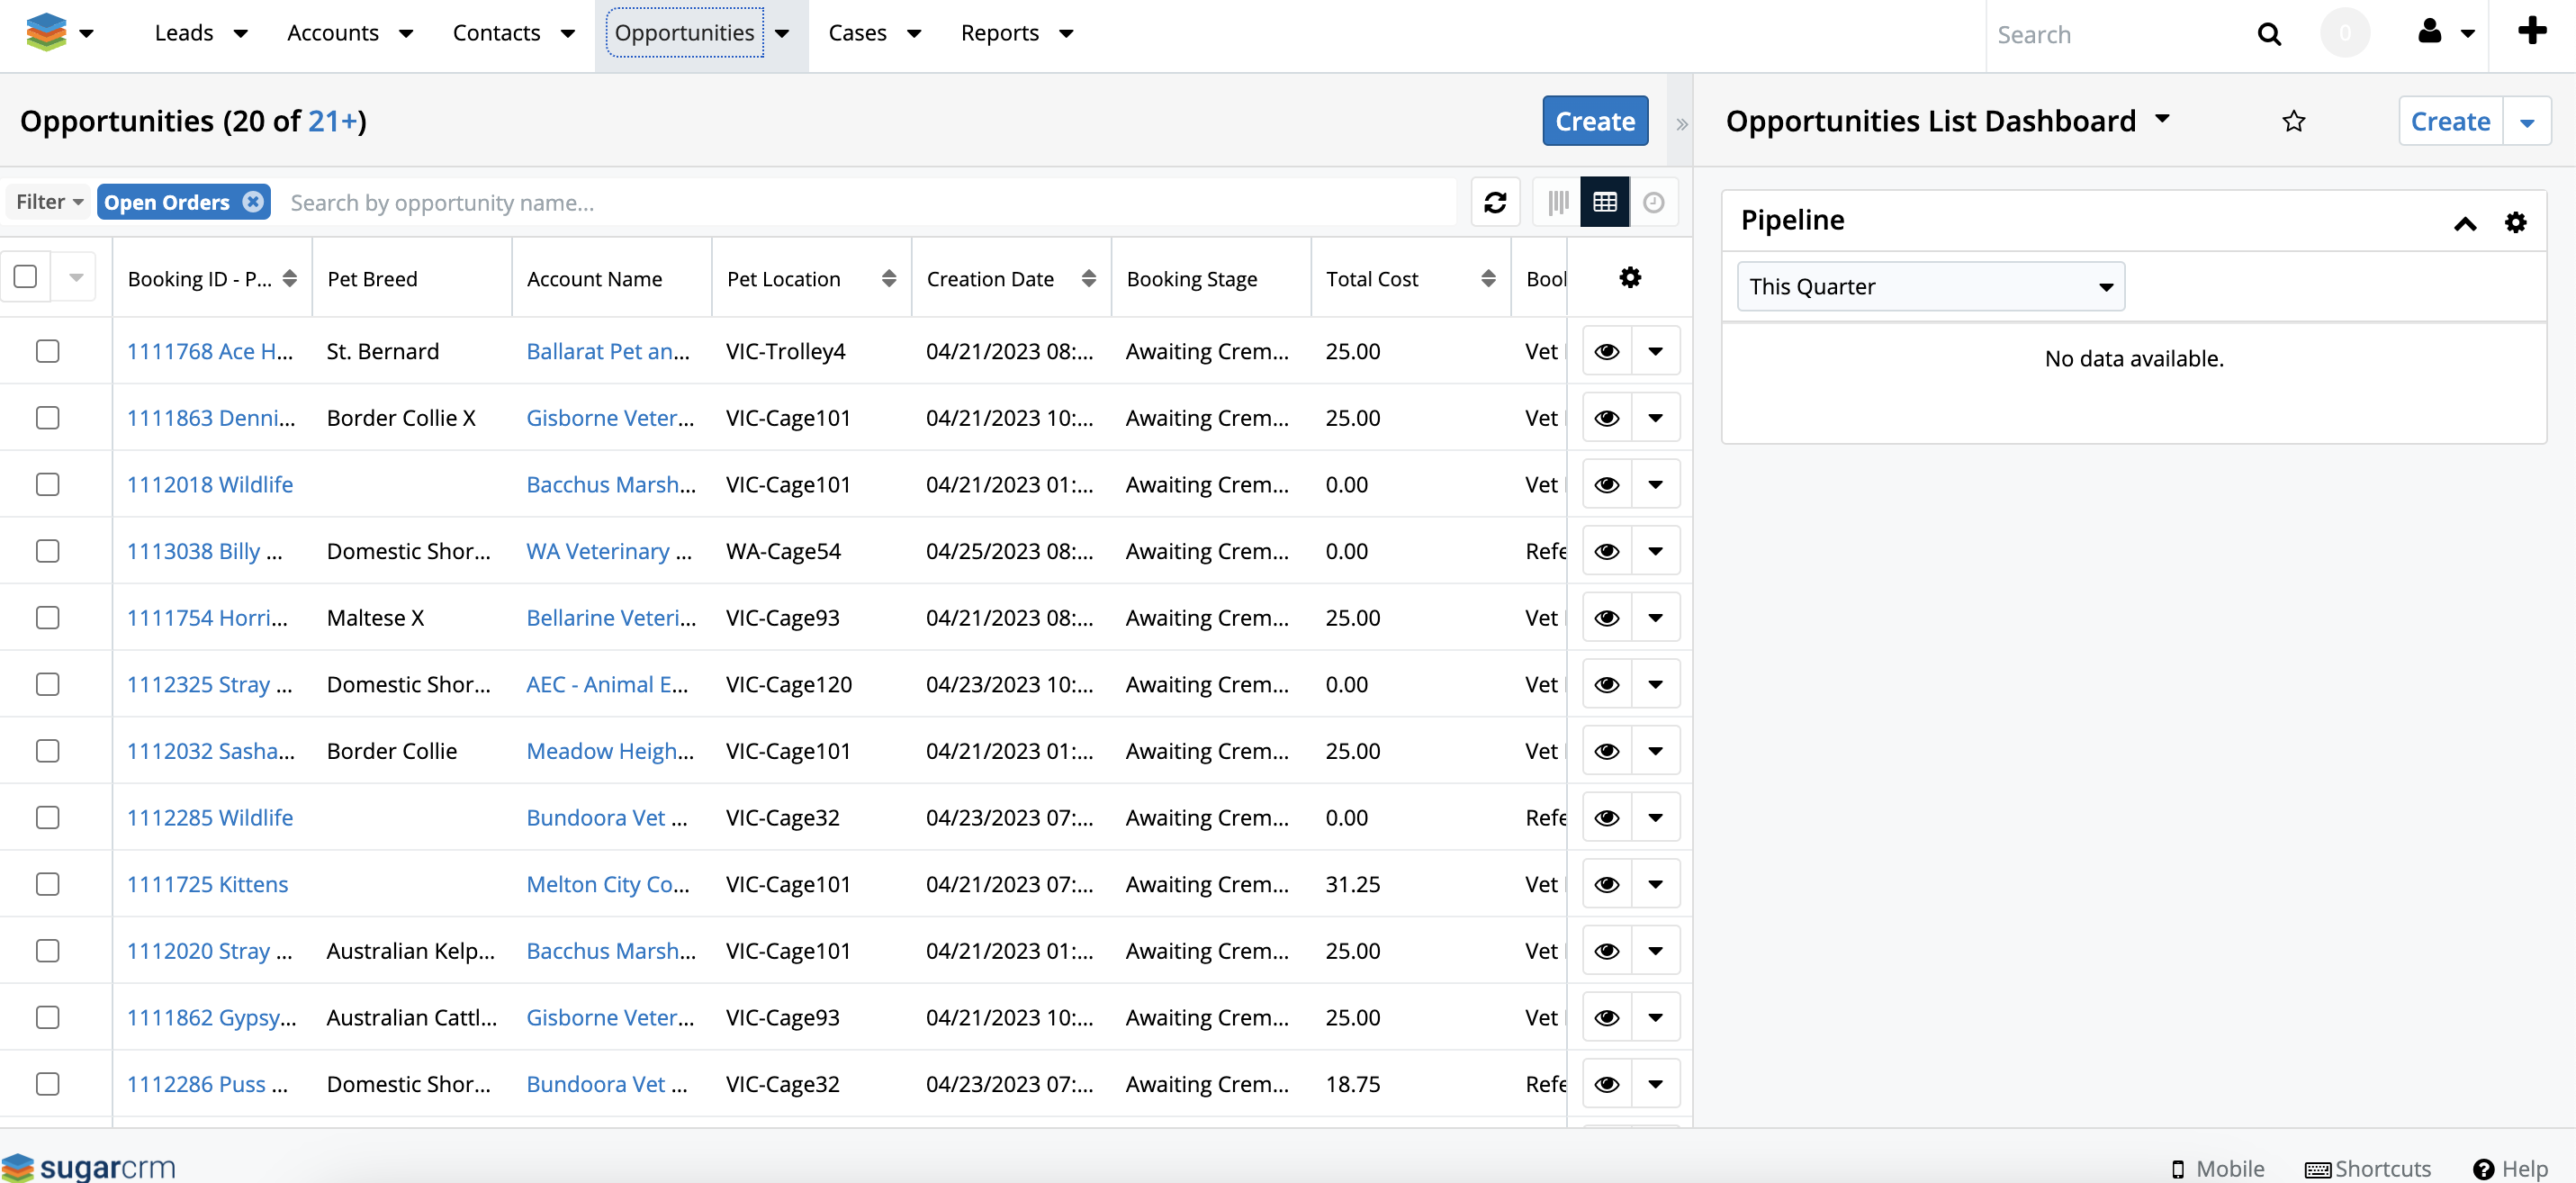 Leads Accounts Contacts Opportunities Cases Reports Search 0
Opportunities (20 of 21+) Create
Opportunities List Dashboard Create
Filter Open Orders Search by opportunity name...
Pipeline
This Quarter
No data available.
Booking ID - P... Pet Breed Account Name Pet Location Creation Date Booking Stage Total Cost Bool
1111768 Ace H... St. Bernard Ballarat Pet an... VIC-Trolley4 04/21/2023 08:... Awaiting Crem... 25.00 Vet
1111863 Denni... Border Collie X Gisborne Veter... VIC-Cage101 04/21/2023 10:... Awaiting Crem... 25.00 Vet
1112018 Wildlife Bacchus Marsh... VIC-Cage101 04/21/2023 01:... Awaiting Crem... 0.00 Vet
1113038 Billy ... Domestic Shor... WA Veterinary ... WA-Cage54 04/25/2023 08:... Awaiting Crem... 0.00 Refe
1111754 Horri... Maltese X Bellarine Veteri... VIC-Cage93 04/21/2023 08:... Awaiting Crem... 25.00 Vet
1112325 Stray ... Domestic Shor... AEC - Animal E... VIC-Cage120 04/23/2023 10:... Awaiting Crem... 0.00 Vet
1112032 Sasha... Border Collie Meadow Heigh... VIC-Cage101 04/21/2023 01:... Awaiting Crem... 25.00 Vet
1112285 Wildlife Bundoora Vet ... VIC-Cage32 04/23/2023 07:... Awaiting Crem... 0.00 Refe
1111725 Kittens Melton City Co... VIC-Cage101 04/21/2023 07:... Awaiting Crem... 31.25 Vet
1112020 Stray ... Australian Kelp... Bacchus Marsh... VIC-Cage101 04/21/2023 01:... Awaiting Crem... 25.00 Vet
1111862 Gypsy... Australian Cattl... Gisborne Veter... VIC-Cage93 04/21/2023 10:... Awaiting Crem... 25.00 Vet
1112286 Puss ... Domestic Shor... Bundoora Vet ... VIC-Cage32 04/23/2023 07:... Awaiting Crem... 18.75 Refe
sugarcrm Mobile Shortcuts Help